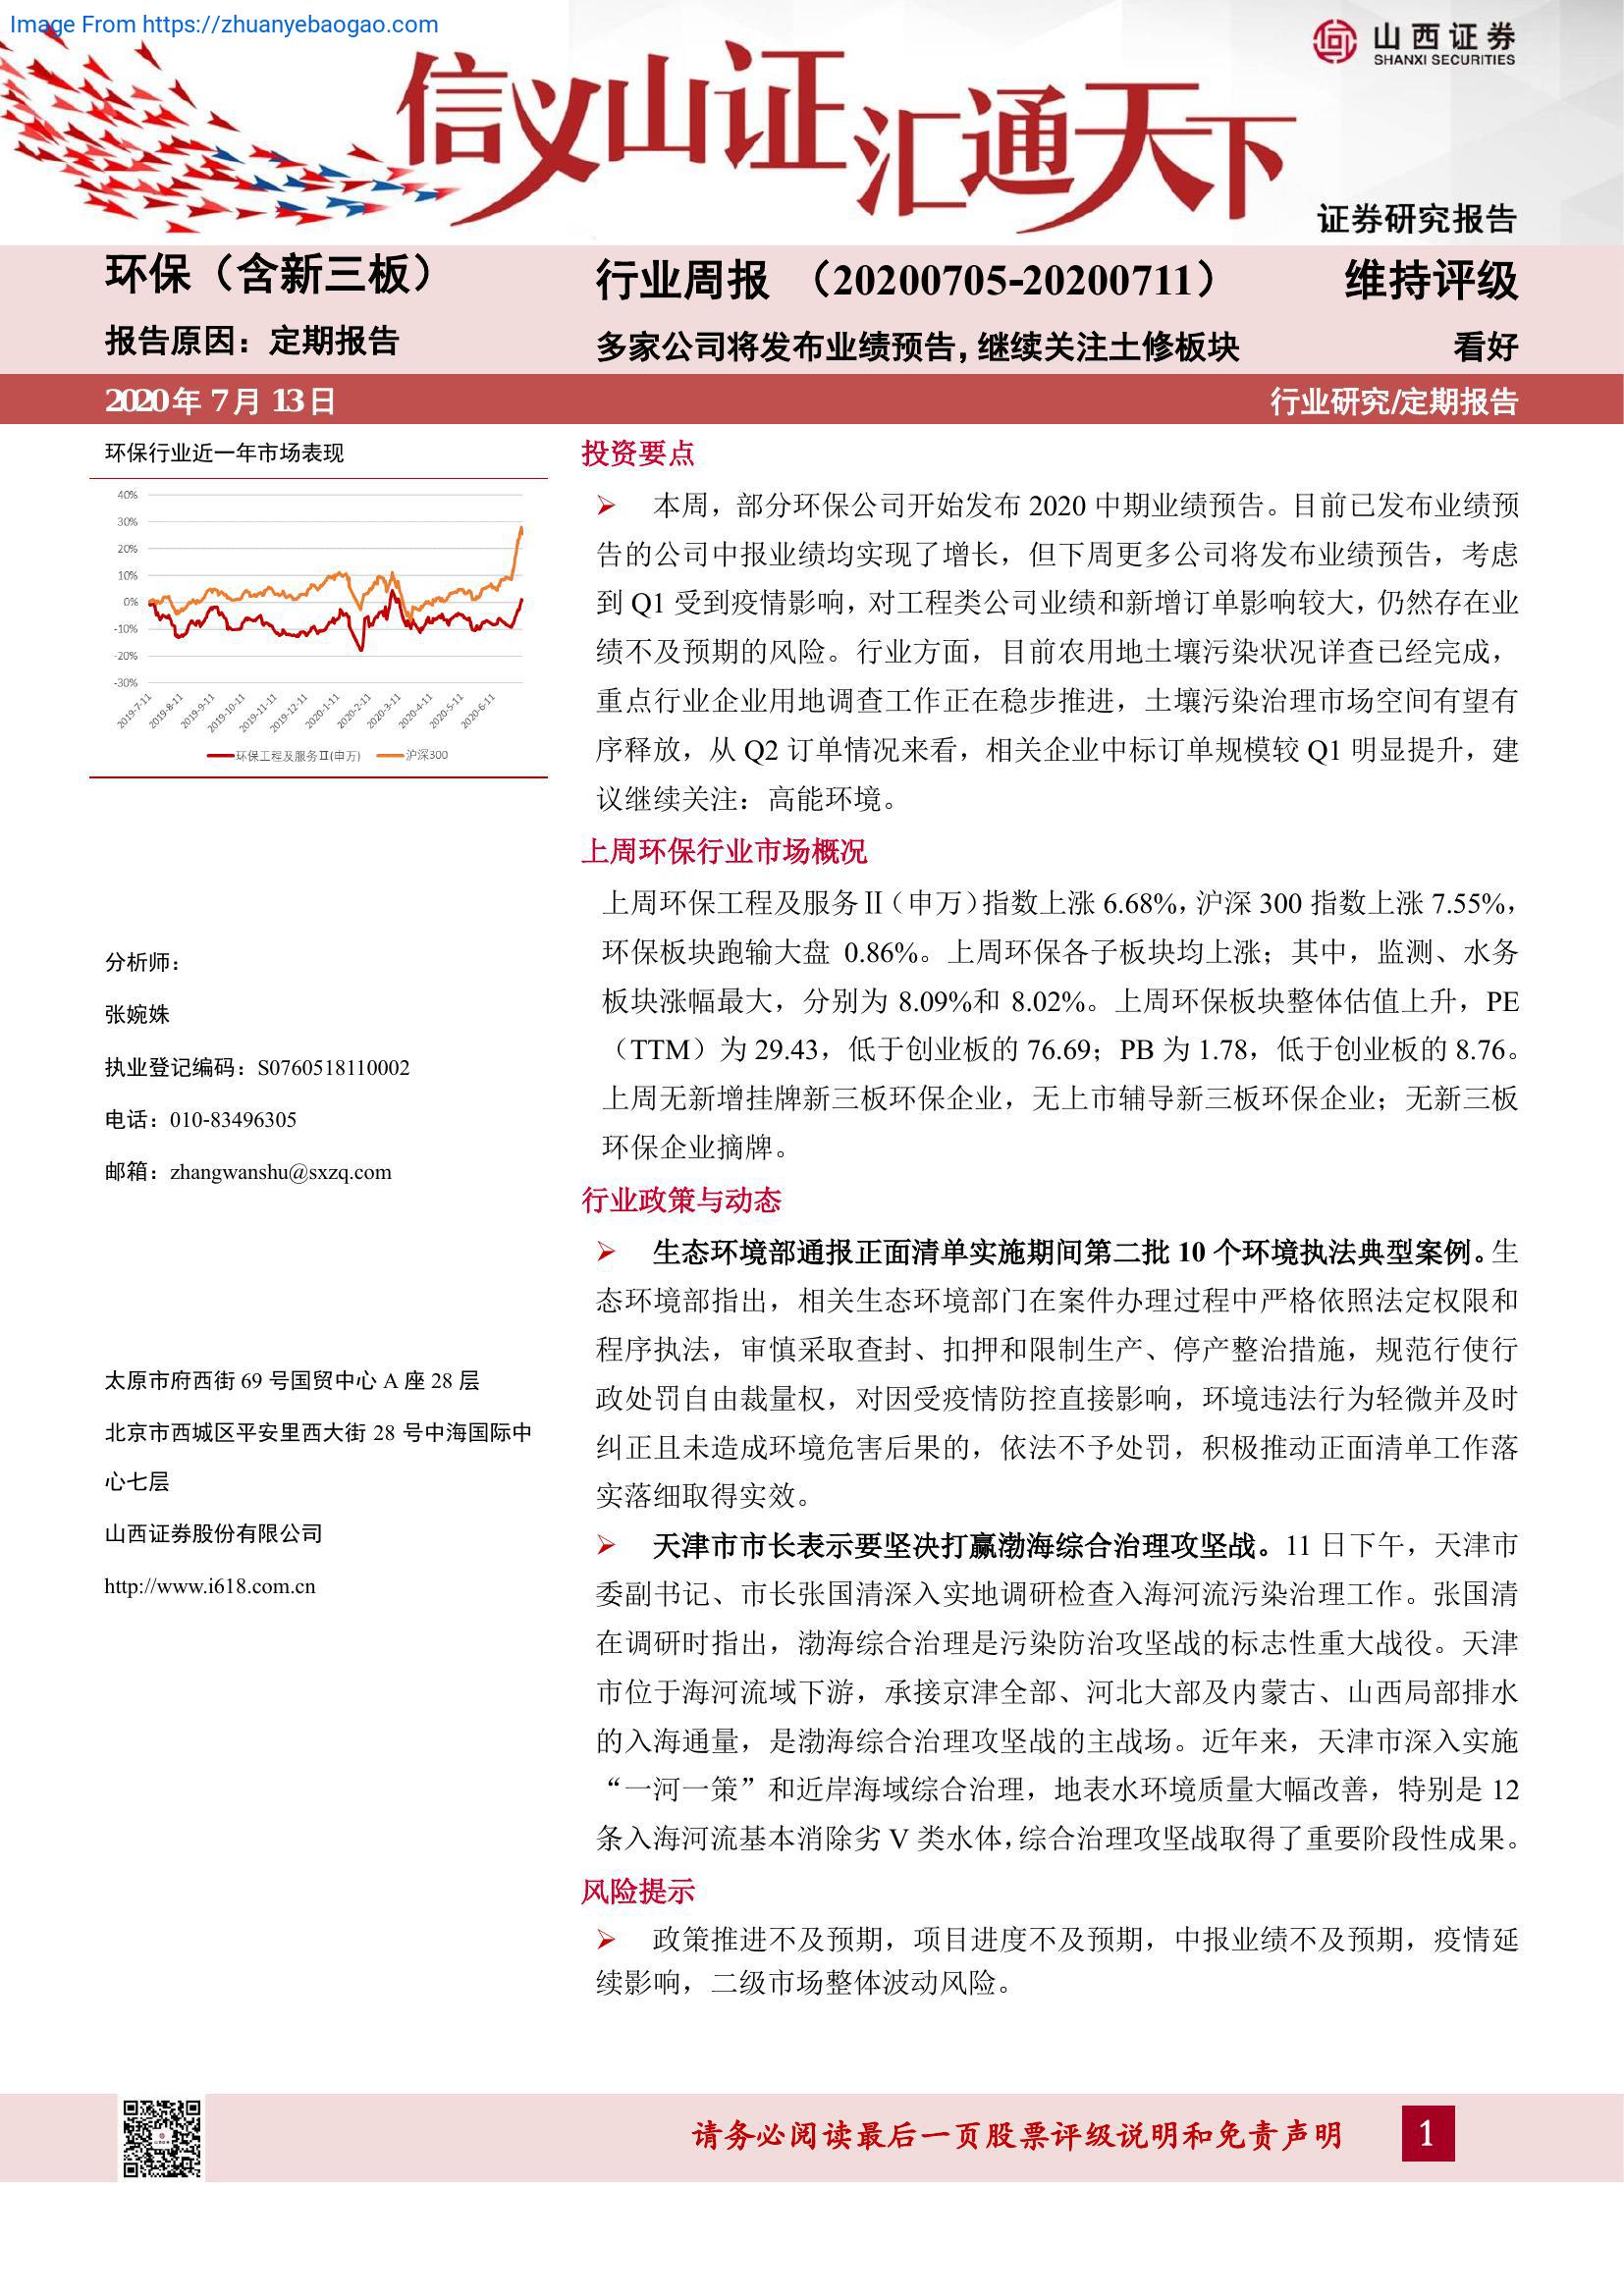 Image From https://zhuanyebaogao.com
山西证券
SHANXI SECURITIES
信义山证汇通天下
证券研究报告
环保（含新三板）
行业周报 （20200705-20200711）
维持评级
报告原因：定期报告
多家公司将发布业绩预告，继续关注土修板块
看好
2020年 7月 13日
行业研究/定期报告
环保行业近一年市场表现
40%
30%
20%
10%
0%
-10%
-20%
-30%
2019-7-11
2019-8-11
2019-9-11
2019-10-11
2019-11-11
2019-12-11
2020-1-11
2020-2-11
2020-3-11
2020-4-11
2020-5-11
2020-6-11
环保工程及服务Ⅱ(申万)
沪深300
分析师：
张婉姝
执业登记编码：S0760518110002
电话：010-83496305
邮箱：zhangwanshu@sxzq.com
太原市府西街 69 号国贸中心 A 座 28 层
北京市西城区平安里西大街 28 号中海国际中
心七层
山西证券股份有限公司
http://www.i618.com.cn
投资要点
➢ 本周，部分环保公司开始发布 2020 中期业绩预告。目前已发布业绩预
告的公司中报业绩均实现了增长，但下周更多公司将发布业绩预告，考虑
到 Q1 受到疫情影响，对工程类公司业绩和新增订单影响较大，仍然存在业
绩不及预期的风险。行业方面，目前农用地土壤污染状况详查已经完成，
重点行业企业用地调查工作正在稳步推进，土壤污染治理市场空间有望有
序释放，从 Q2 订单情况来看，相关企业中标订单规模较 Q1 明显提升，建
议继续关注：高能环境。
上周环保行业市场概况
上周环保工程及服务Ⅱ（申万）指数上涨 6.68%，沪深 300 指数上涨 7.55%，
环保板块跑输大盘 0.86%。上周环保各子板块均上涨；其中，监测、水务
板块涨幅最大，分别为 8.09%和 8.02%。上周环保板块整体估值上升，PE
（TTM）为 29.43，低于创业板的 76.69；PB 为 1.78，低于创业板的 8.76。
上周无新增挂牌新三板环保企业，无上市辅导新三板环保企业；无新三板
环保企业摘牌。
行业政策与动态
➢ 生态环境部通报正面清单实施期间第二批 10 个环境执法典型案例。生
态环境部指出，相关生态环境部门在案件办理过程中严格依照法定权限和
程序执法，审慎采取查封、扣押和限制生产、停产整治措施，规范行使行
政处罚自由裁量权，对因受疫情防控直接影响，环境违法行为轻微并及时
纠正且未造成环境危害后果的，依法不予处罚，积极推动正面清单工作落
实落细取得实效。
➢ 天津市市长表示要坚决打赢渤海综合治理攻坚战。11 日下午，天津市
委副书记、市长张国清深入实地调研检查入海河流污染治理工作。张国清
在调研时指出，渤海综合治理是污染防治攻坚战的标志性重大战役。天津
市位于海河流域下游，承接京津全部、河北大部及内蒙古、山西局部排水
的入海通量，是渤海综合治理攻坚战的主战场。近年来，天津市深入实施
“一河一策”和近岸海域综合治理，地表水环境质量大幅改善，特别是 12
条入海河流基本消除劣 V 类水体，综合治理攻坚战取得了重要阶段性成果。
风险提示
➢ 政策推进不及预期，项目进度不及预期，中报业绩不及预期，疫情延
续影响，二级市场整体波动风险。
请务必阅读最后一页股票评级说明和免责声明
1